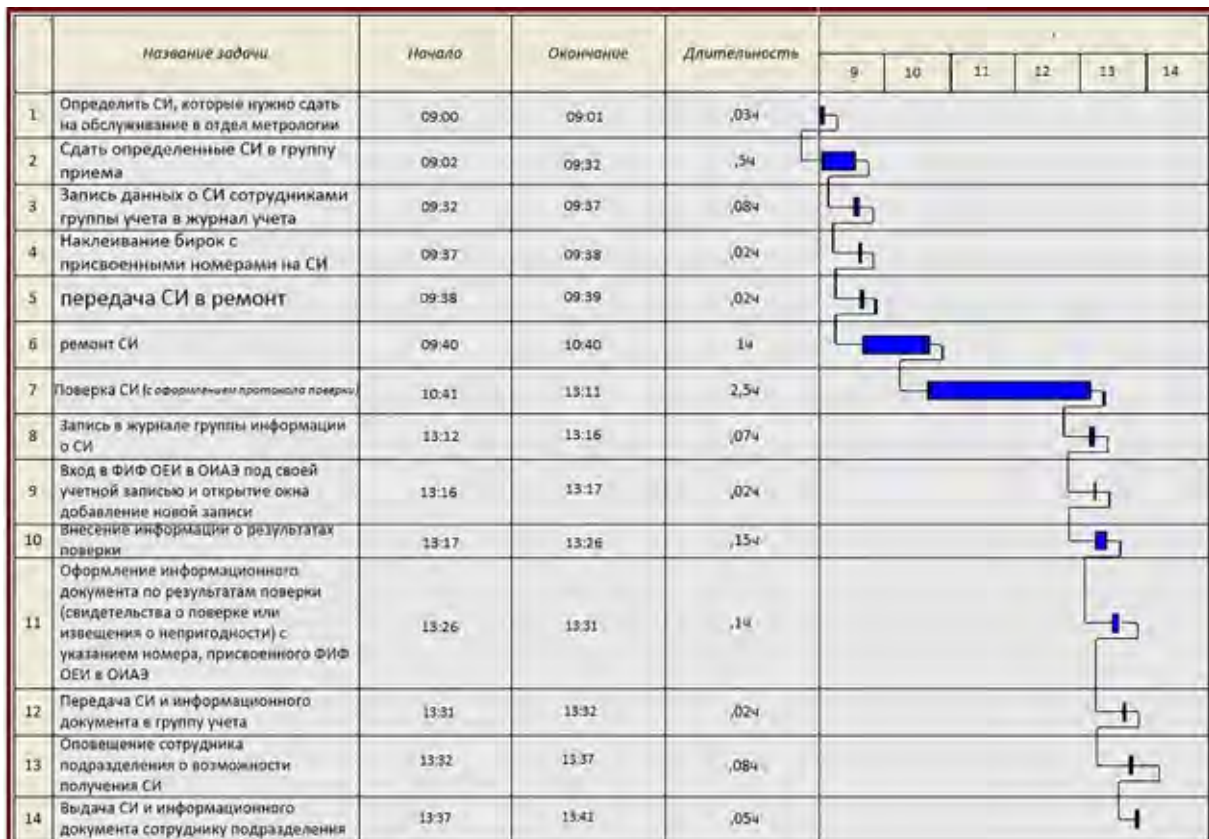 Название задачи Начало Окончание Длительность
9 10 11 12 13 14
1 Определить СИ, которые нужно сдать 09:00 09:01 ,03ч
на обслуживание в отдел метрологии
2 Сдать определенные СИ в группу 09:02 09:32 ,5ч
приема
3 Запись данных о СИ сотрудниками 09:32 09:37 ,08ч
группы учета в журнал учета
4 Наклеивание бирок с 09:37 09:38 ,02ч
присвоенными номерами на СИ
5 передача СИ в ремонт 09:38 09:39 ,02ч
6 ремонт СИ 09:40 10:40 1ч
7 Поверка СИ (с оформлением протокола поверки) 10:41 13:11 2,5ч
8 Запись в журнале группы информации 13:12 13:16 ,07ч
о СИ
9 Вход в ФИФ ОЕИ в ОИАЭ под своей 13:16 13:17 ,02ч
учетной записью и открытие окна
добавление новой записи
10 Внесение информации о результатах 13:17 13:26 ,15ч
поверки
11 Оформление информационного 13:26 13:31 ,1ч
документа по результатам поверки
(свидетельства о поверке или
извещения о непригодности) с
указанием номера, присвоенного ФИФ
ОЕИ в ОИАЭ
12 Передача СИ и информационного 13:31 13:32 ,02ч
документа в группу учета
13 Оповещение сотрудника 13:32 13:37 ,08ч
подразделения о возможности
получения СИ
14 Выдача СИ и информационного 13:37 13:42 ,05ч
документа сотруднику подразделения